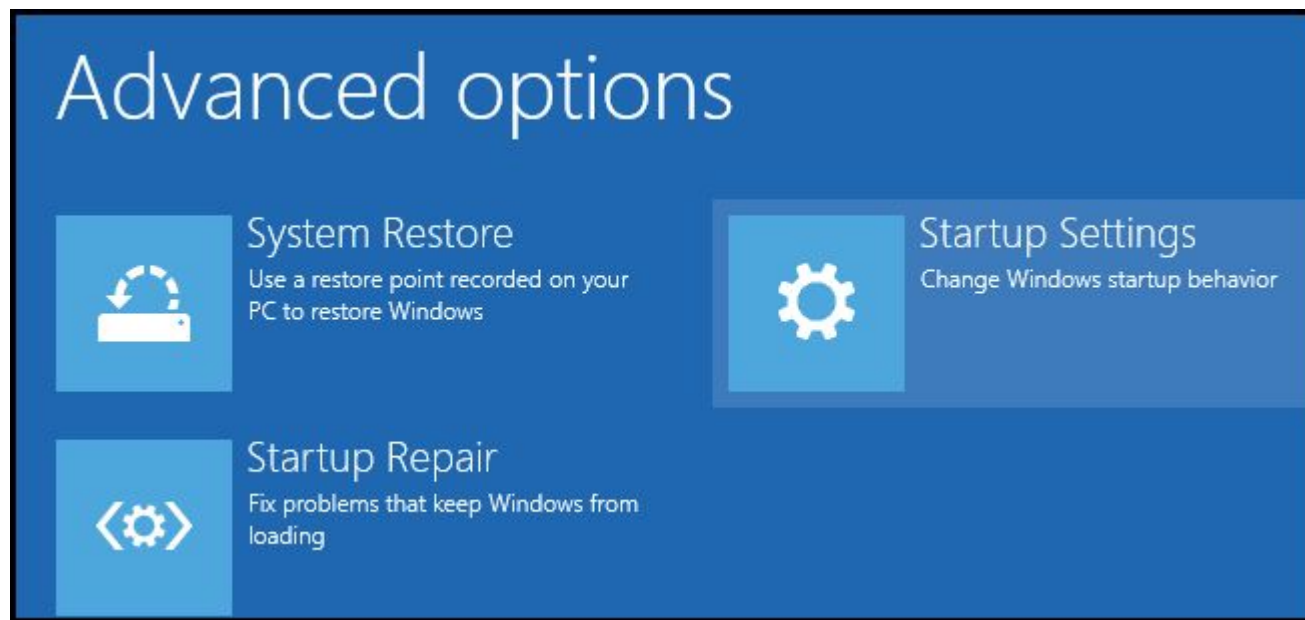 Advanced options
System Restore
Use a restore point recorded on your
PC to restore Windows
Startup Settings
Change Windows startup behavior
Startup Repair
Fix problems that keep Windows from
loading